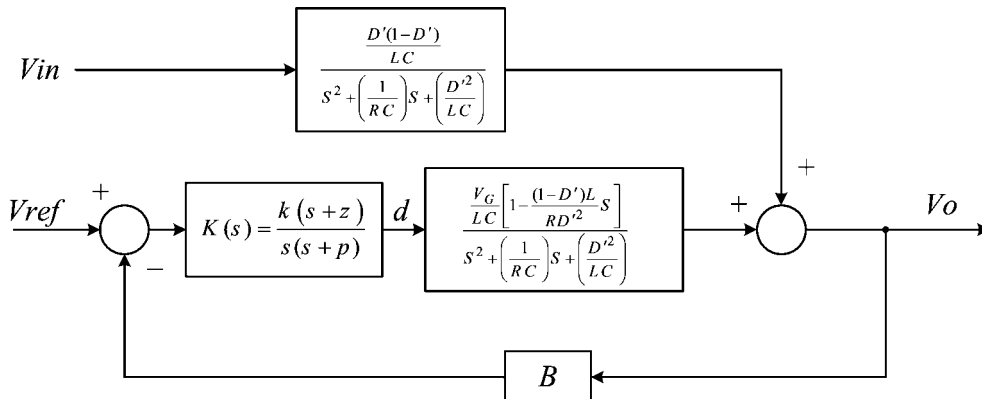 Vin
D′(1−D′)
LC
S² + (1/RC)S + (D′²/LC)
+
Vref
+
−
K(s) = k(s+z)/s(s+p)
d
V_G/LC [1 − (1−D′)L/RD′² S]
S² + (1/RC)S + (D′²/LC)
+
Vo
B